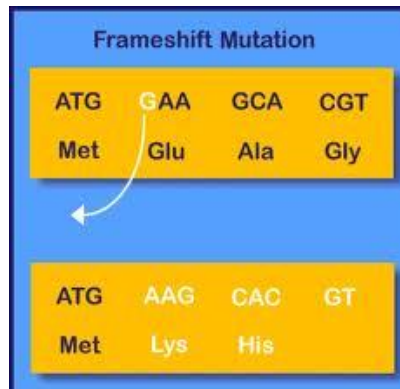 Frameshift Mutation
ATG GAA GCA CGT
Met Glu Ala Gly
ATG AAG CAC GT
Met Lys His